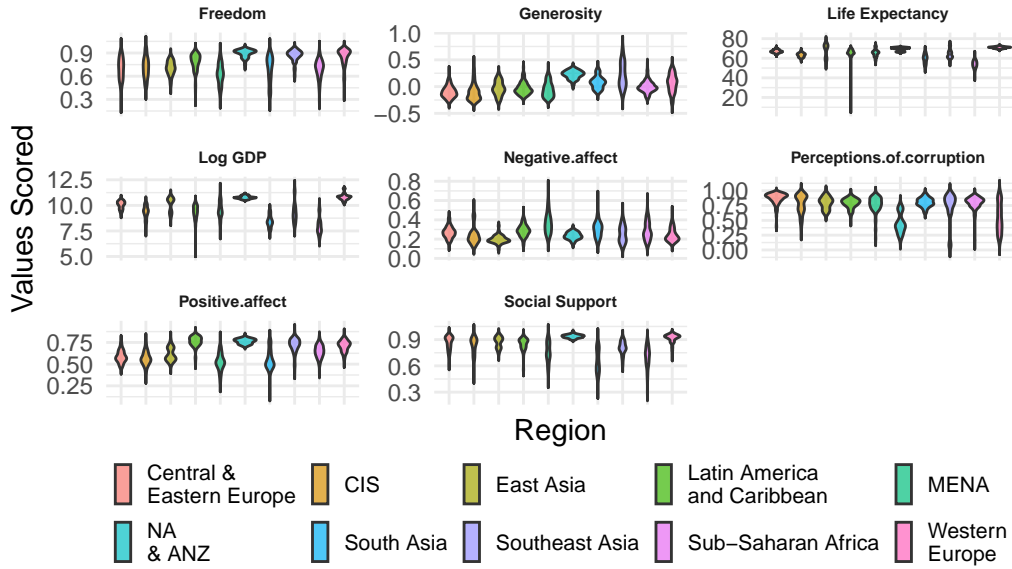 Freedom
Generosity
Life Expectancy
0.9
0.6
0.3
1.0
0.5
0.0
−0.5
80
60
40
20
Values Scored
Log GDP
Negative.affect
Perceptions.of.corruption
12.5
10.0
7.5
5.0
0.8
0.6
0.4
0.2
0.0
1.00
0.75
0.50
0.25
0.00
Positive.affect
Social Support
0.75
0.50
0.25
0.9
0.6
0.3
Region
Central &
Eastern Europe
CIS
East Asia
Latin America
and Caribbean
MENA
NA
& ANZ
South Asia
Southeast Asia
Sub−Saharan Africa
Western
Europe